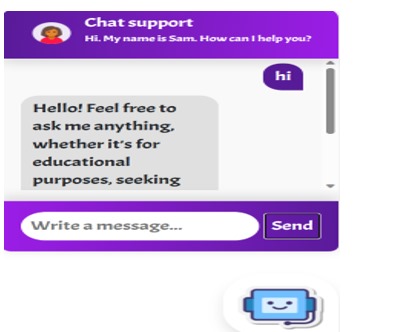 Chat support
Hi. My name is Sam. How can I help you?
hi
Hello! Feel free to
ask me anything,
whether it's for
educational
purposes, seeking
Write a message...
Send